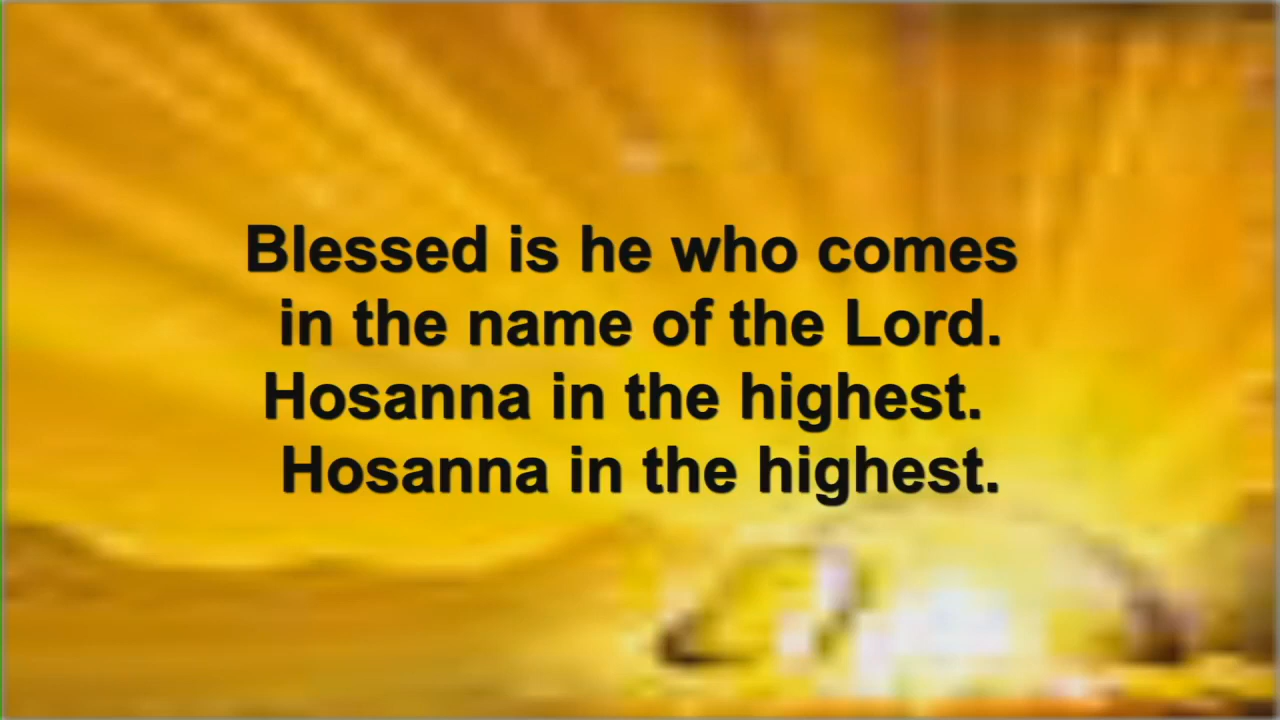 Blessed is he who comes
in the name of the Lord.
Hosanna in the highest.
Hosanna in the highest.